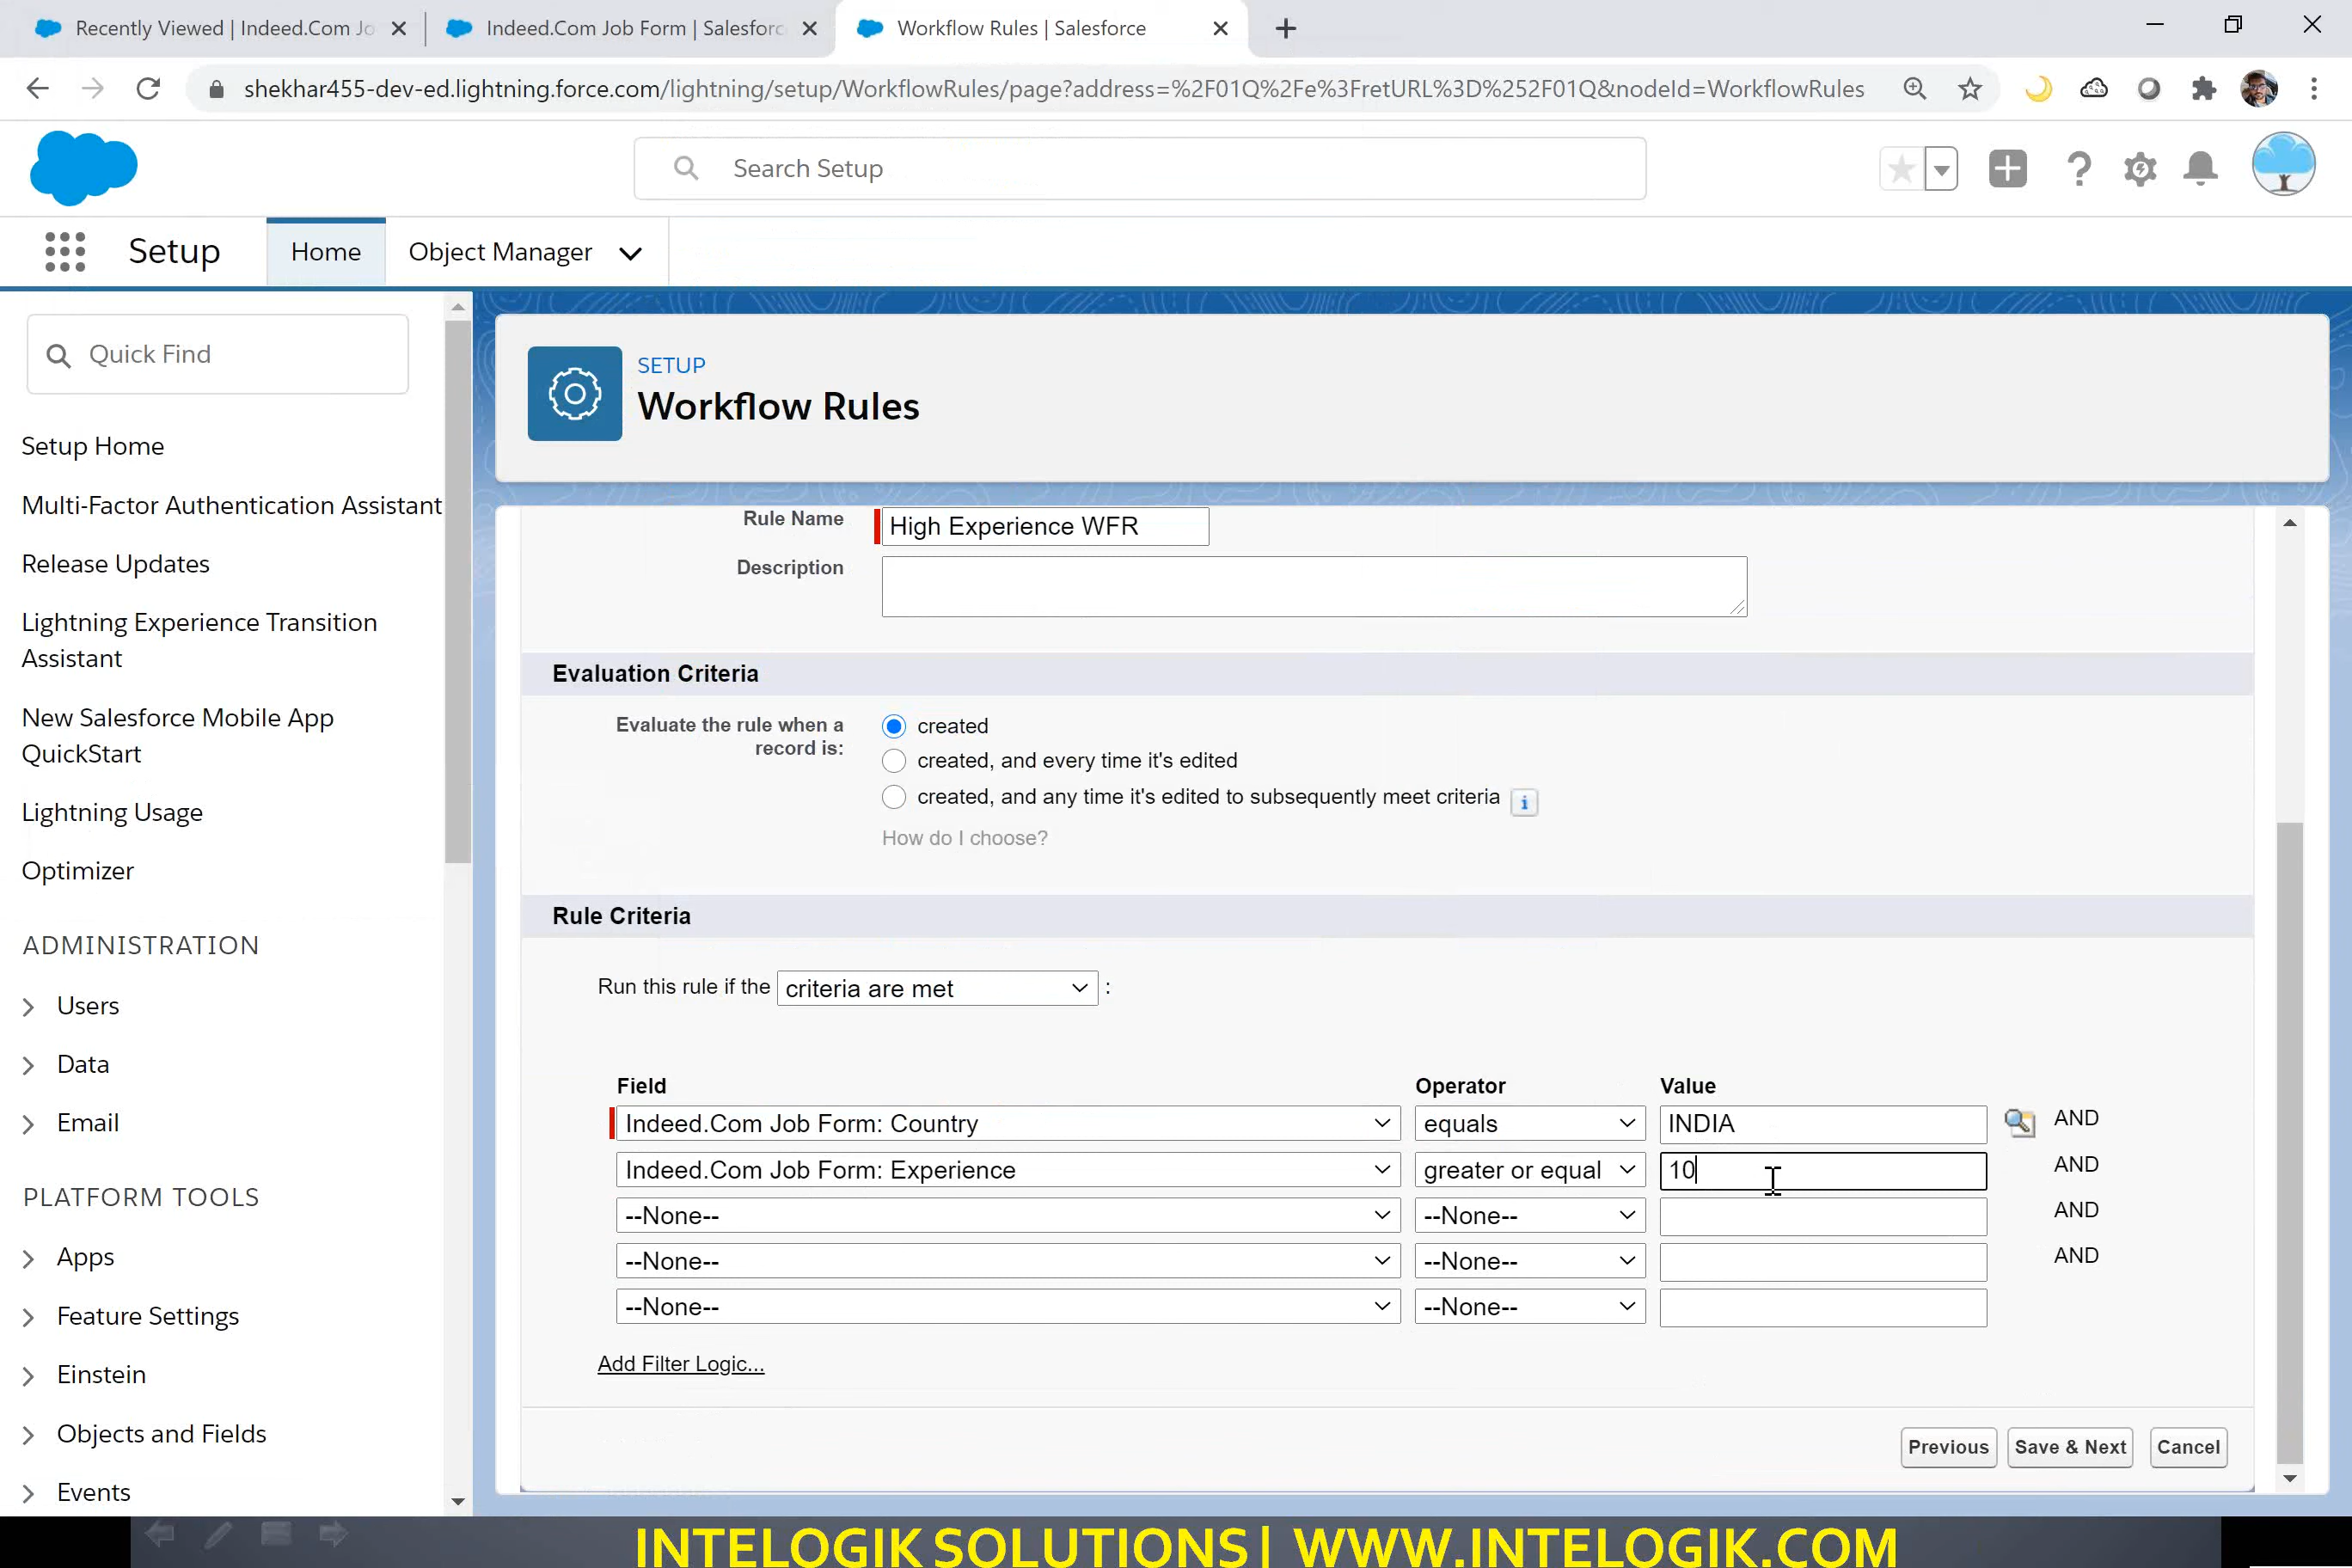 Recently Viewed | Indeed.Com Jo
Indeed.Com Job Form | Salesforc
Workflow Rules | Salesforce
shekhar455-dev-ed.lightning.force.com/lightning/setup/WorkflowRules/page?address=%2F01Q%2Fe%3FretURL%3D%252F01Q&nodeId=WorkflowRules
Search Setup
Setup
Home
Object Manager
Quick Find
Setup Home
Multi-Factor Authentication Assistant
Release Updates
Lightning Experience Transition
Assistant
New Salesforce Mobile App
QuickStart
Lightning Usage
Optimizer
ADMINISTRATION
Users
Data
Email
PLATFORM TOOLS
Apps
Feature Settings
Einstein
Objects and Fields
Events
SETUP
Workflow Rules
Rule Name High Experience WFR
Description
Evaluation Criteria
Evaluate the rule when a
record is:
created
created, and every time it's edited
created, and any time it's edited to subsequently meet criteria
How do I choose?
Rule Criteria
Run this rule if the criteria are met :
Field Operator Value
Indeed.Com Job Form: Country equals INDIA AND
Indeed.Com Job Form: Experience greater or equal 10 AND
--None-- --None-- AND
--None-- --None-- AND
--None-- --None--
Add Filter Logic...
Previous Save & Next Cancel
INTELOGIK SOLUTIONS | WWW.INTELOGIK.COM